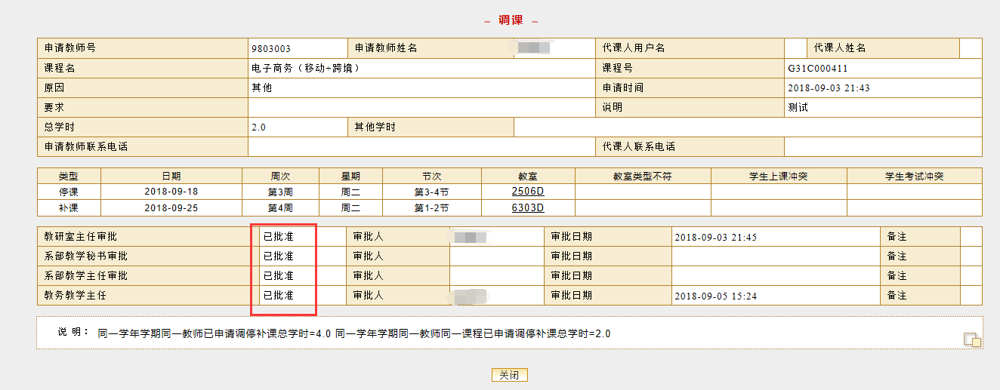 – 调课 –
申请教师号 9803003 申请教师姓名 代课人用户名 代课人姓名
课程名 电子商务（移动+跨境） 课程号 G31C000411
原因 其他 申请时间 2018-09-03 21:43
要求 说明 测试
总学时 2.0 其他学时
申请教师联系电话 代课人联系电话
类型 日期 周次 星期 节次 教室 教室类型不符 学生上课冲突 学生考试冲突
停课 2018-09-18 第3周 周二 第3-4节 2506D
补课 2018-09-25 第4周 周二 第1-2节 6303D
教研室主任审批 已批准 审批人 审批日期 2018-09-03 21:45 备注
系部教学秘书审批 已批准 审批人 审批日期 备注
系部教学主任审批 已批准 审批人 审批日期 备注
教务教学主任 已批准 审批人 审批日期 2018-09-05 15:24 备注
说 明： 同一学年学期同一教师已申请调停补课总学时=4.0 同一学年学期同一教师同一课程已申请调停补课总学时=2.0
关闭